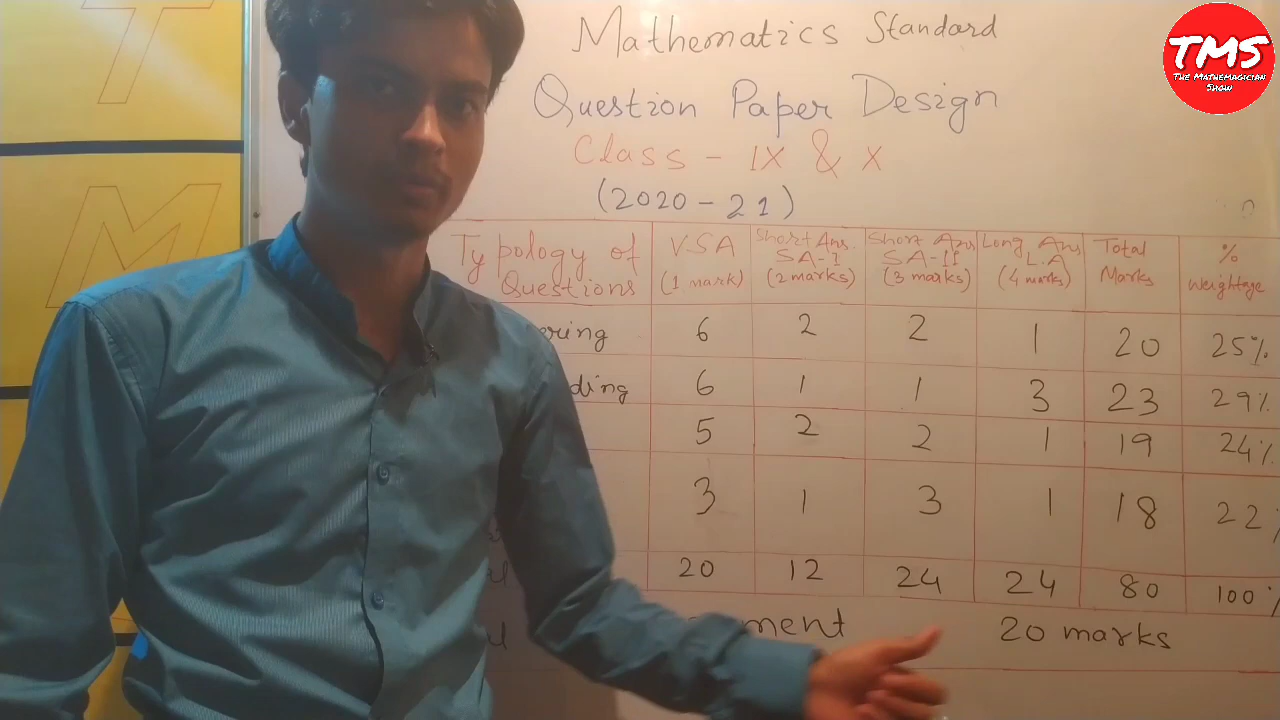 TMS
THE MATHEMAGICIAN
SHOW
T
M
Mathematics Standard
Question Paper Design
Class - IX & X
(2020-21)
Typology of Questions VSA (1 mark) Short Ans. SA-I (2 marks) Short Ans SA-II (3 marks) Long Ans L.A (4 marks) Total Marks % weightage
ering 6 2 2 1 20 25%
ding 6 1 1 3 23 29%
5 2 2 1 19 24%
3 1 3 1 18 22%
20 12 24 24 80 100%
ment 20 marks